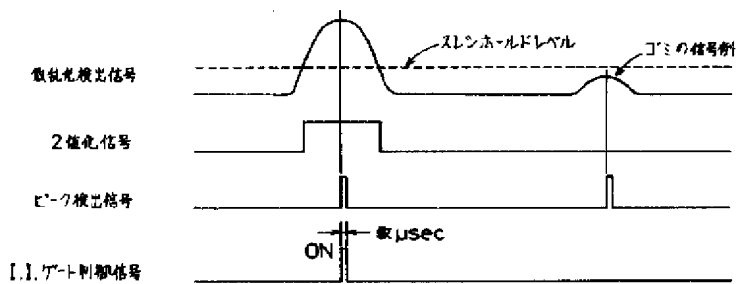 スレシホールドレベル
ゴミの信号例
散乱光検出信号
2値化信号
ピーク検出信号
数μsec
ON
I.I.ゲート制御信号